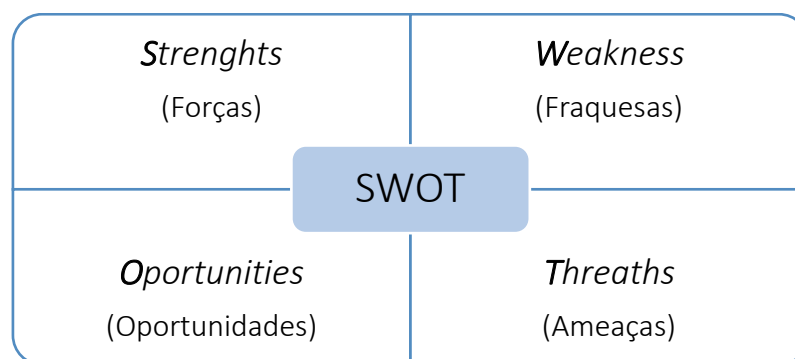 Strenghts
(Forças)
Weakness
(Fraquesas)
SWOT
Oportunities
(Oportunidades)
Threaths
(Ameaças)